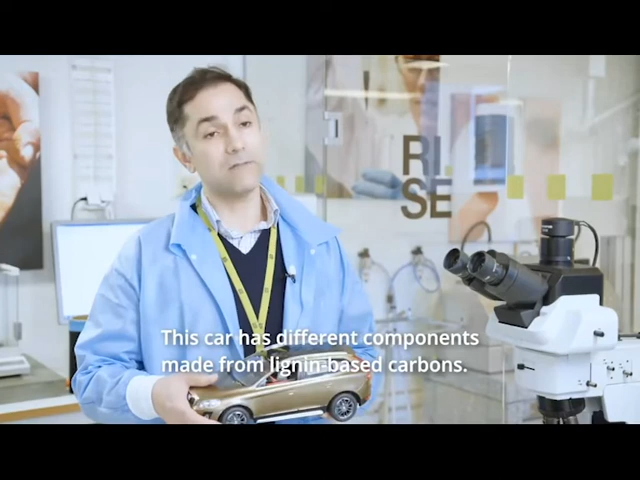 RI.
SE
This car has different components
made from lignin-based carbons.